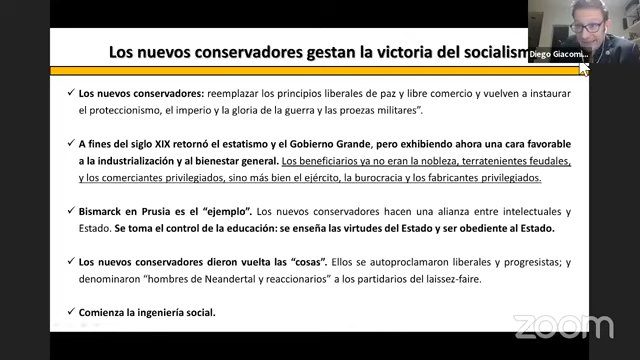 Los nuevos conservadores gestan la victoria del socialism
Diego Giacomi...
✓ Los nuevos conservadores: reemplazar los principios liberales de paz y libre comercio y vuelven a instaurar
el proteccionismo, el imperio y la gloria de la guerra y las proezas militares".
✓ A fines del siglo XIX retornó el estatismo y el Gobierno Grande, pero exhibiendo ahora una cara favorable
a la industrialización y al bienestar general. Los beneficiarios ya no eran la nobleza, terratenientes feudales,
y los comerciantes privilegiados, sino más bien el ejército, la burocracia y los fabricantes privilegiados.
✓ Bismarck en Prusia es el "ejemplo". Los nuevos conservadores hacen una alianza entre intelectuales y
Estado. Se toma el control de la educación: se enseña las virtudes del Estado y ser obediente al Estado.
✓ Los nuevos conservadores dieron vuelta las "cosas". Ellos se autoproclamaron liberales y progresistas; y
denominaron "hombres de Neandertal y reaccionarios" a los partidarios del laissez-faire.
✓ Comienza la ingeniería social.
zoom